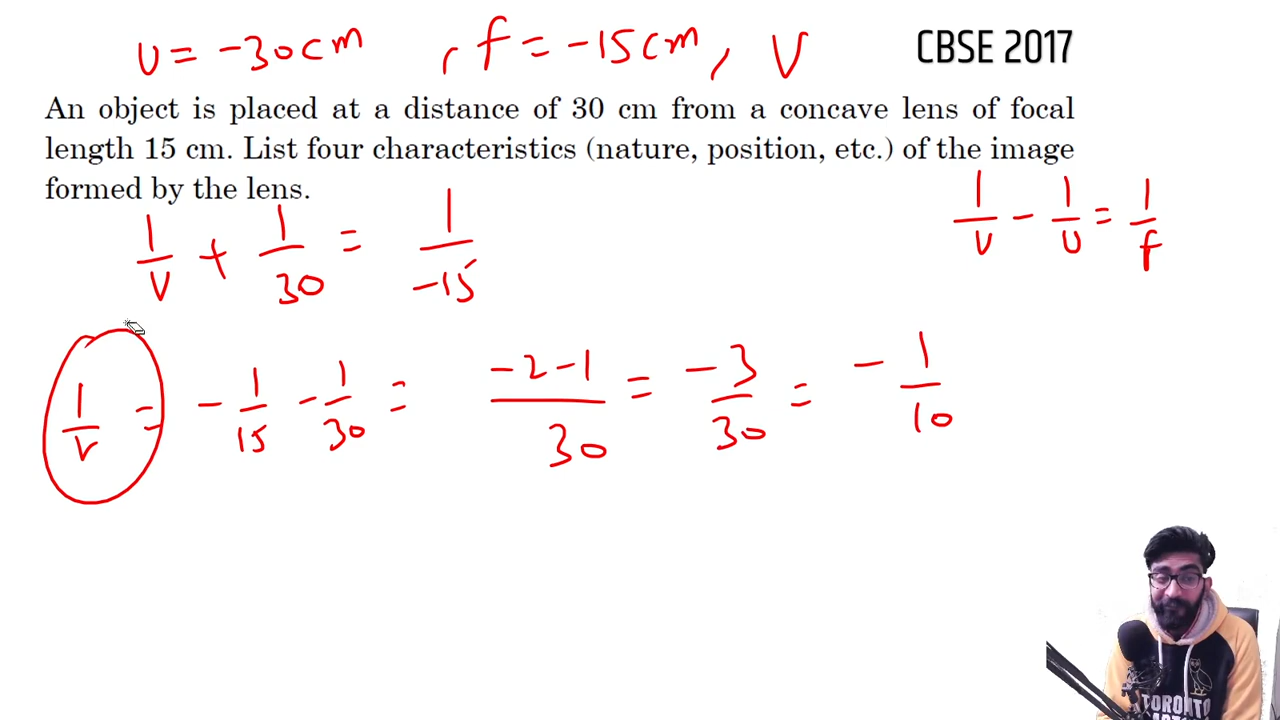 u = -30cm , f = -15cm, V
CBSE 2017
An object is placed at a distance of 30 cm from a concave lens of focal
length 15 cm. List four characteristics (nature, position, etc.) of the image
formed by the lens.
1/v - 1/u = 1/f
1/v + 1/30 = 1/-15
1/v = - 1/15 - 1/30 = -2-1/30 = -3/30 = - 1/10
TORONTO